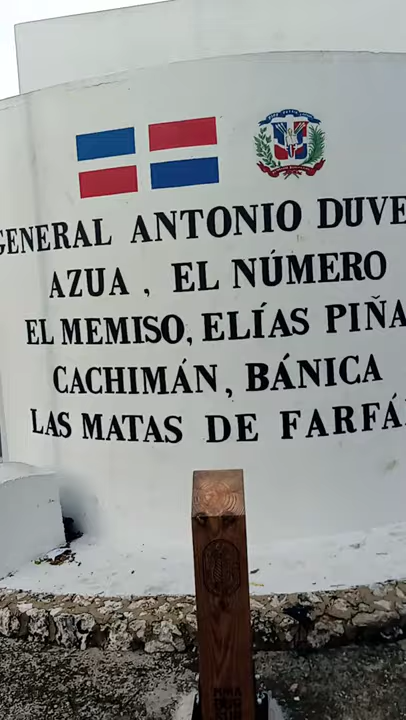 GENERAL ANTONIO DUVE
AZUA, EL NÚMERO
EL MEMISO, ELÍAS PIÑA
CACHIMÁN, BÁNICA
LAS MATAS DE FARFÁ